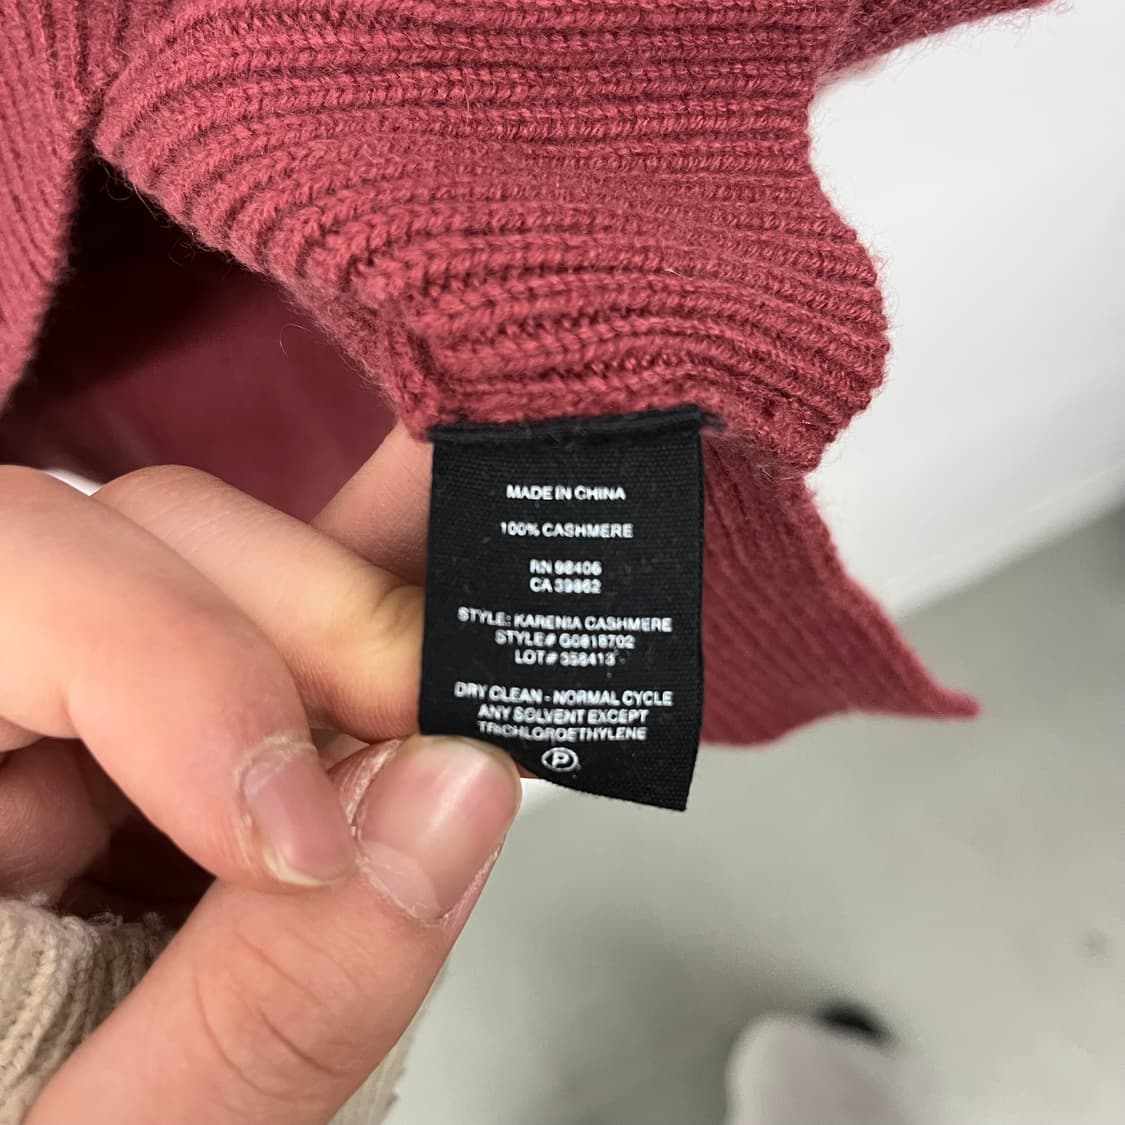 MADE IN CHINA
100% CASHMERE
RN 98406
CA 39862
STYLE: KARENIA CASHMERE
STYLE# G0818702
LOT# 358413
DRY CLEAN - NORMAL CYCLE
ANY SOLVENT EXCEPT
TRICHLOROETHYLENE
P